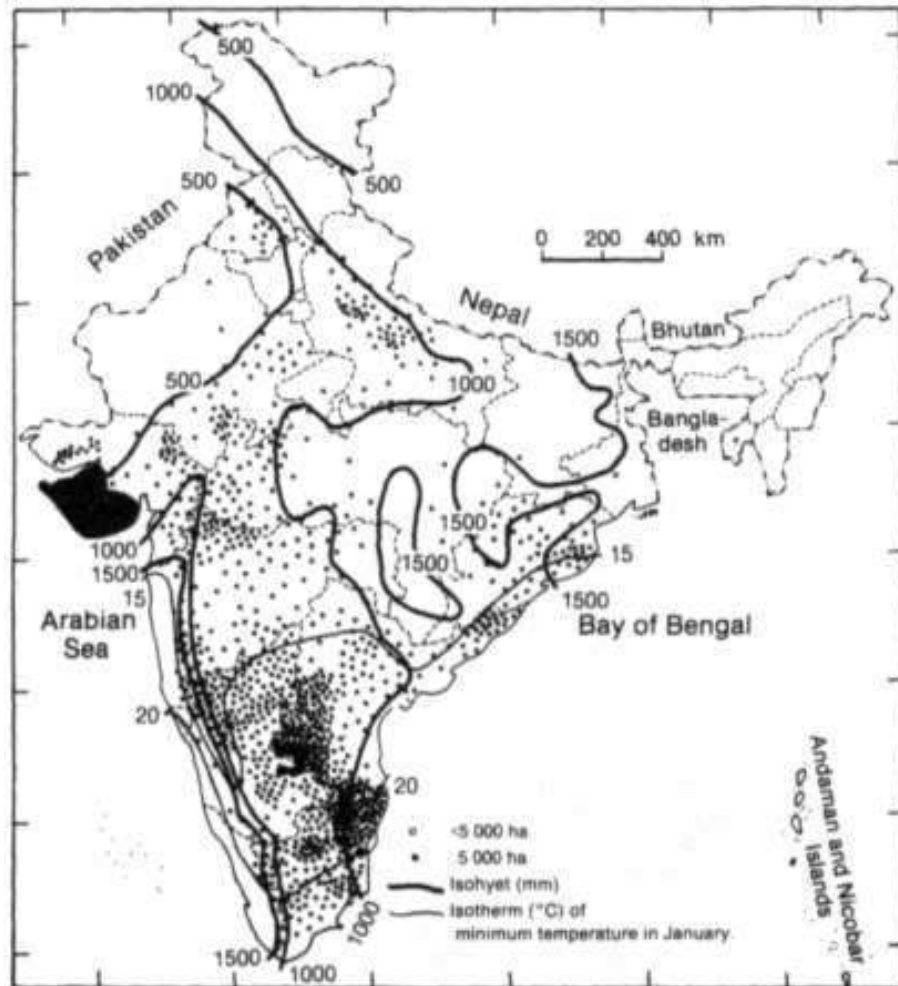 500
1000
500
500
Pakistan
0 200 400 km
Nepal
1500
Bhutan
500
1000
Bangla-
desh
1500
1500
1000
1500
15
15
1500
Arabian
Sea
Bay of Bengal
20
20
<5 000 ha
5 000 ha
Isohyet (mm)
Isotherm (°C) of
minimum temperature in January.
1000
1500
1000
Andaman and Nicobar
Islands